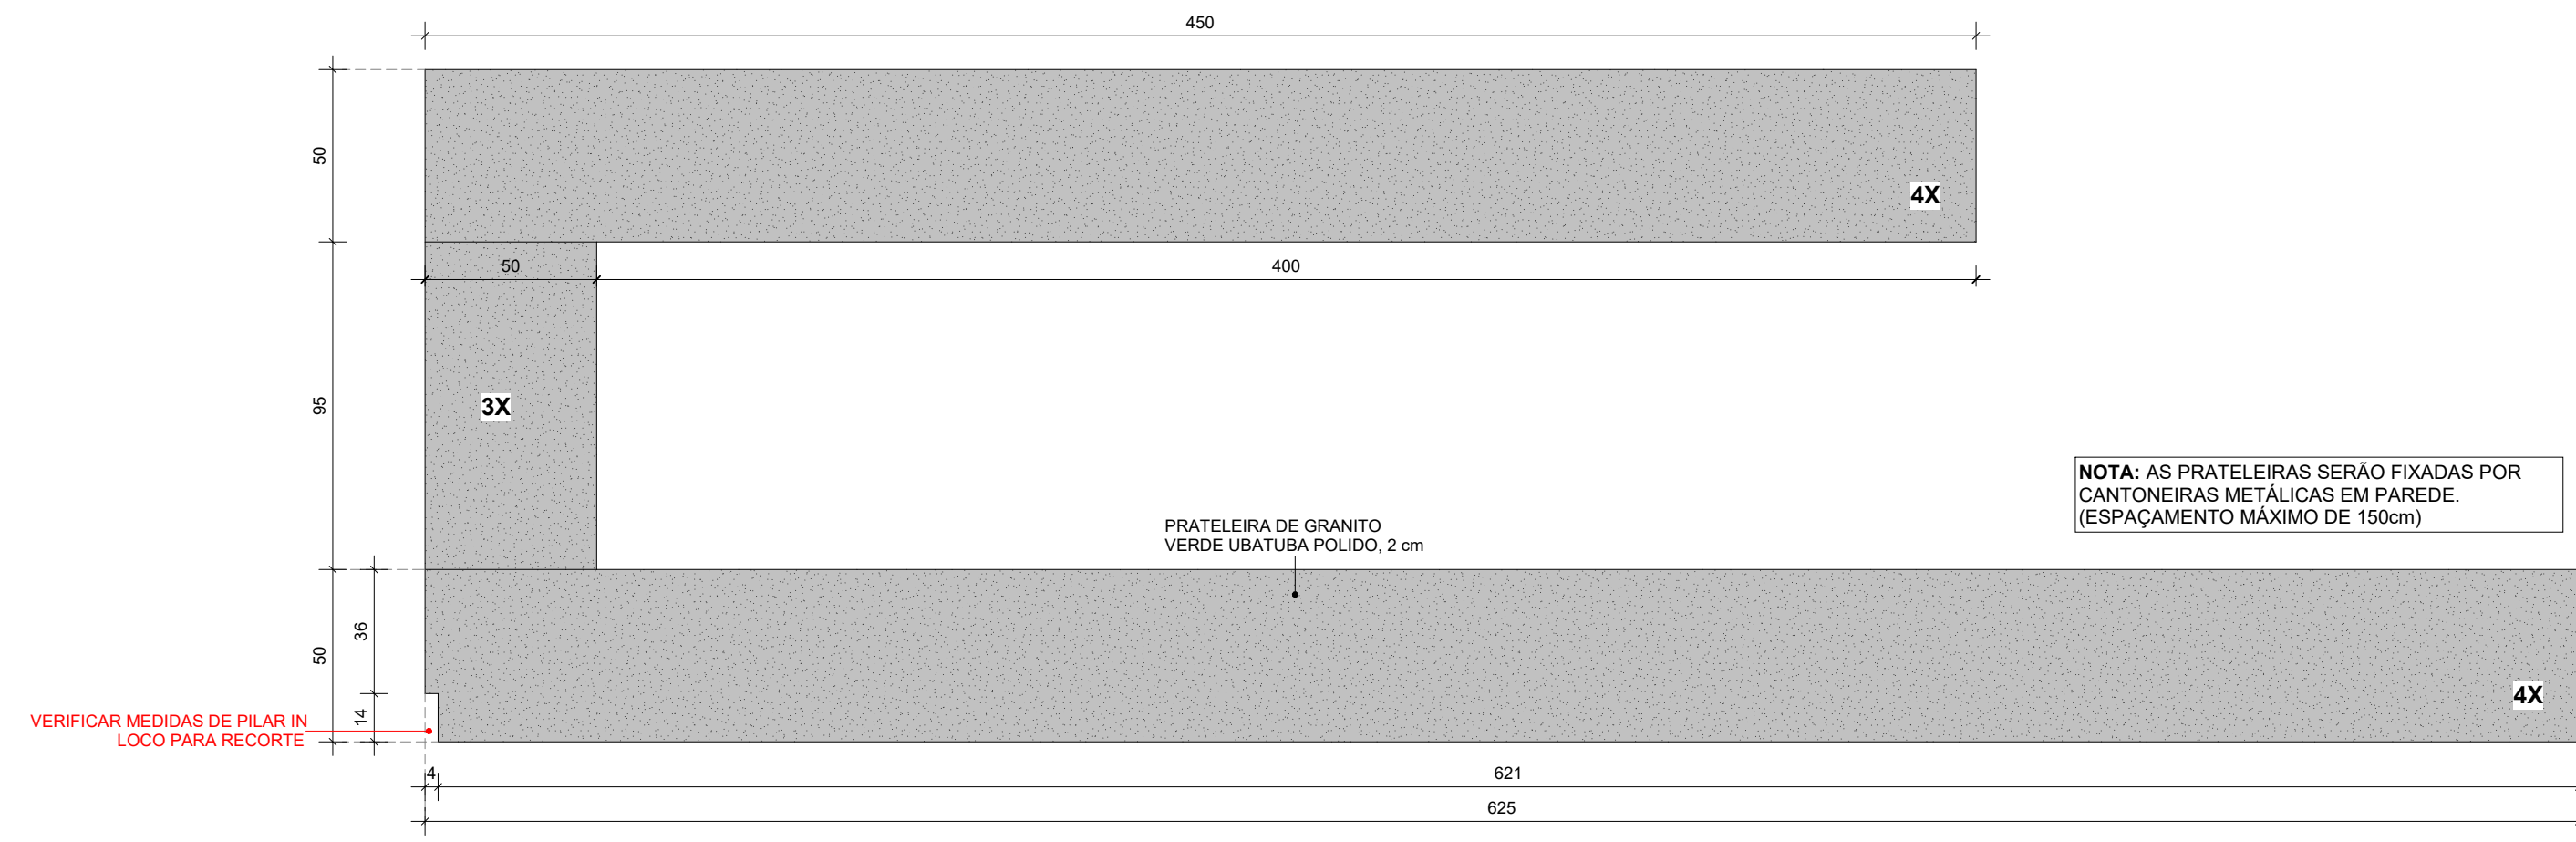 450
50
4X
50
400
95
3X
NOTA: AS PRATELEIRAS SERÃO FIXADAS POR
CANTONEIRAS METÁLICAS EM PAREDE.
(ESPAÇAMENTO MÁXIMO DE 150cm)
PRATELEIRA DE GRANITO
VERDE UBATUBA POLIDO, 2 cm
36
50
4X
14
VERIFICAR MEDIDAS DE PILAR IN
LOCO PARA RECORTE
4
621
625